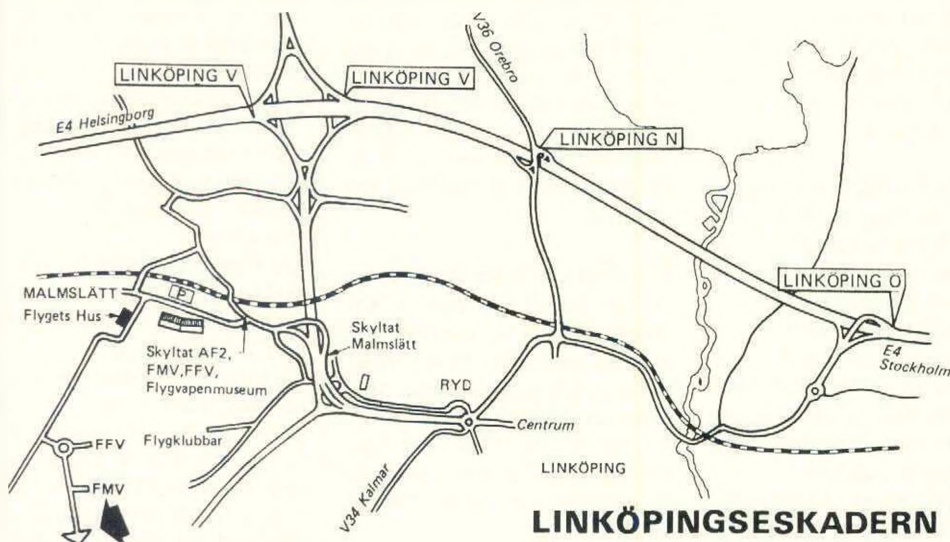 V36 Örebro
LINKÖPING V
LINKÖPING V
E4 Helsingborg
LINKÖPING N
MALMSLÄTT
P
Flygets Hus
LINKÖPING Ö
Skyltat
Malmslätt
E4
Stockholm
Skyltat AF2,
FMV,FFV,
Flygvapenmuseum
RYD
Flygklubbar
Centrum
FFV
LINKÖPING
FMV
V34 Kalmar
LINKÖPINGSESKADERN